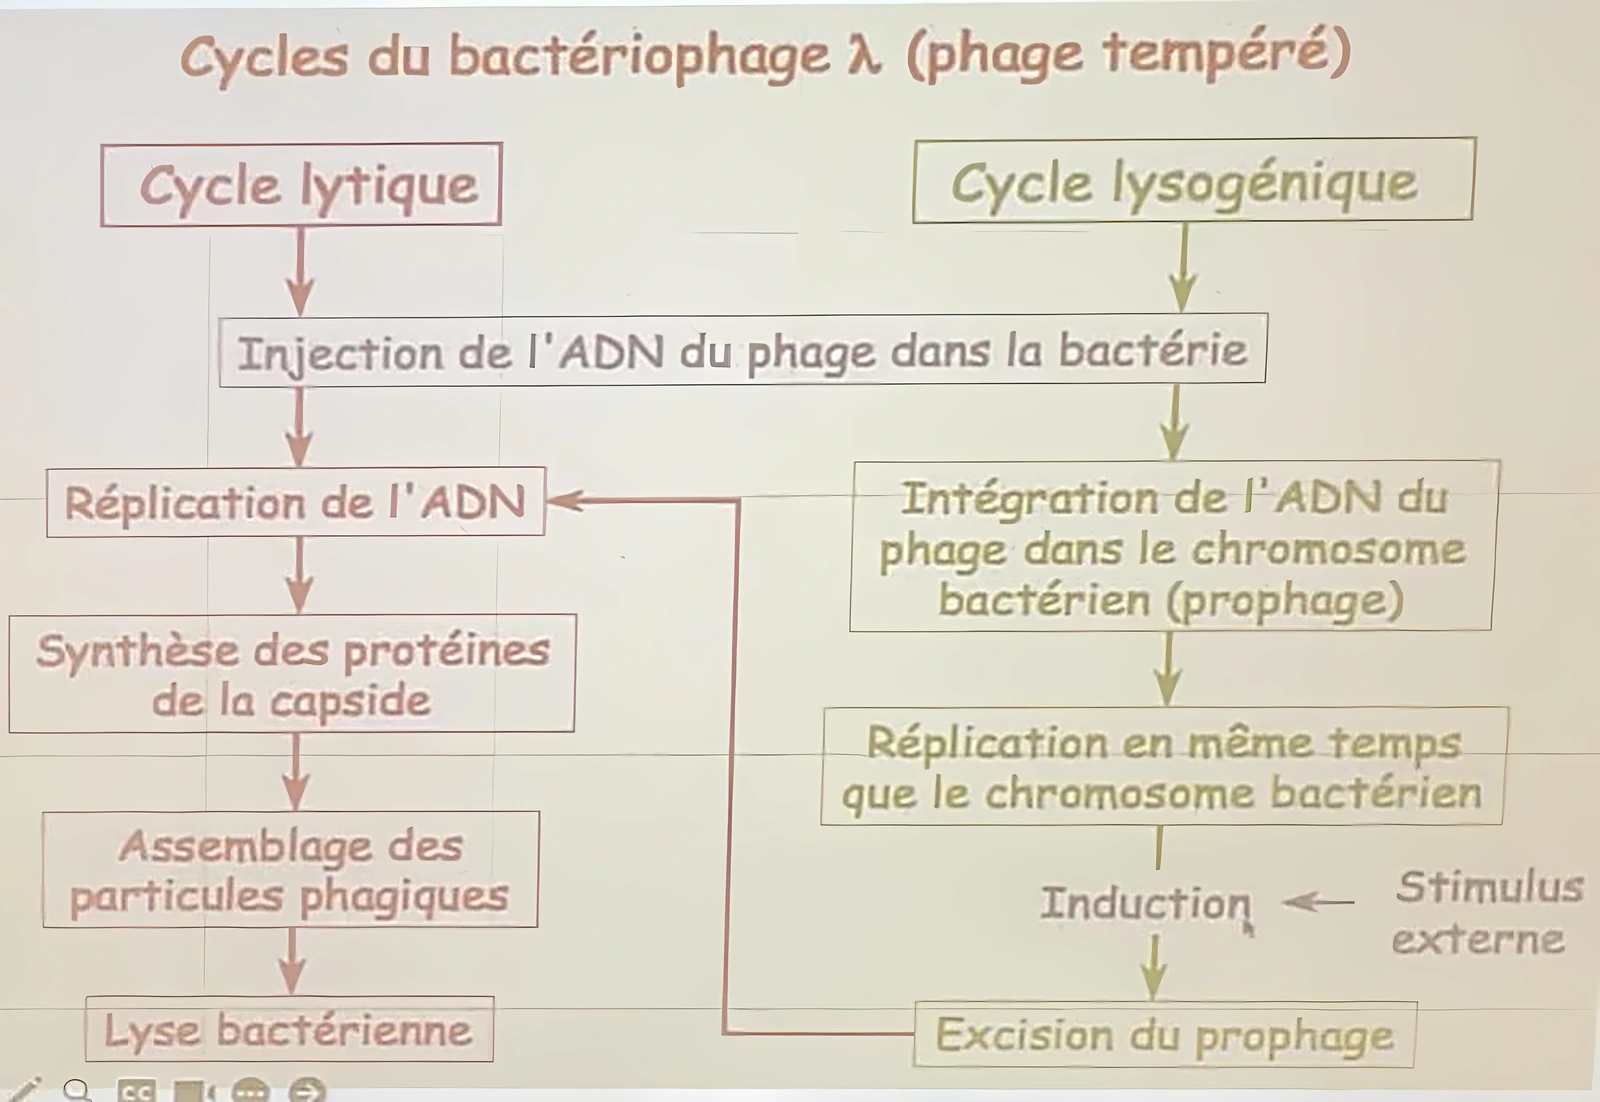 Cycles du bactériophage λ (phage tempéré)
Cycle lytique
Cycle lysogénique
Injection de l'ADN du phage dans la bactérie
Réplication de l'ADN
Intégration de l'ADN du
phage dans le chromosome
bactérien (prophage)
Synthèse des protéines
de la capside
Réplication en même temps
que le chromosome bactérien
Assemblage des
particules phagiques
Induction
Stimulus
externe
Lyse bactérienne
Excision du prophage
CC